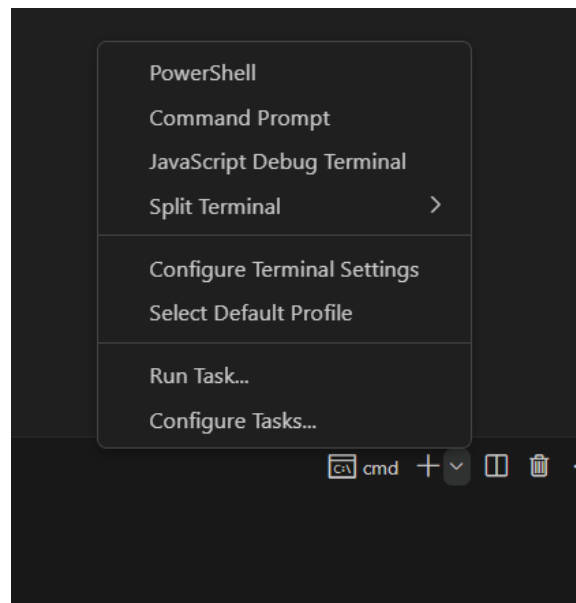 PowerShell
Command Prompt
JavaScript Debug Terminal
Split Terminal
Configure Terminal Settings
Select Default Profile
Run Task...
Configure Tasks...
C:\ cmd